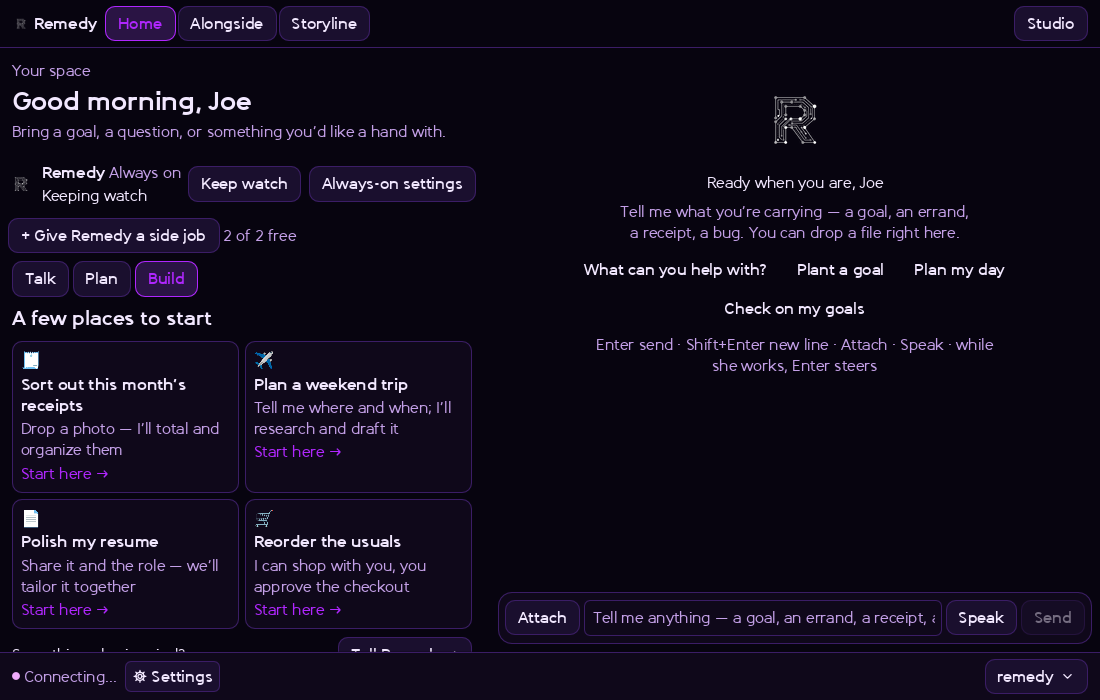 Remedy Home Alongside Storyline Studio
Your space
Good morning, Joe
Bring a goal, a question, or something you'd like a hand with.
Remedy Always on
Keeping watch
Keep watch
Always-on settings
+ Give Remedy a side job 2 of 2 free
Talk Plan Build
A few places to start
Sort out this month's
receipts
Drop a photo — I'll total and
organize them
Start here →
Plan a weekend trip
Tell me where and when; I'll
research and draft it
Start here →
Polish my resume
Share it and the role — we'll
tailor it together
Start here →
Reorder the usuals
I can shop with you, you
approve the checkout
Start here →
R
Ready when you are, Joe
Tell me what you're carrying — a goal, an errand,
a receipt, a bug. You can drop a file right here.
What can you help with? Plant a goal Plan my day
Check on my goals
Enter send · Shift+Enter new line · Attach · Speak · while
she works, Enter steers
Attach Tell me anything — a goal, an errand, a receipt, Speak Send
Connecting... Settings remedy